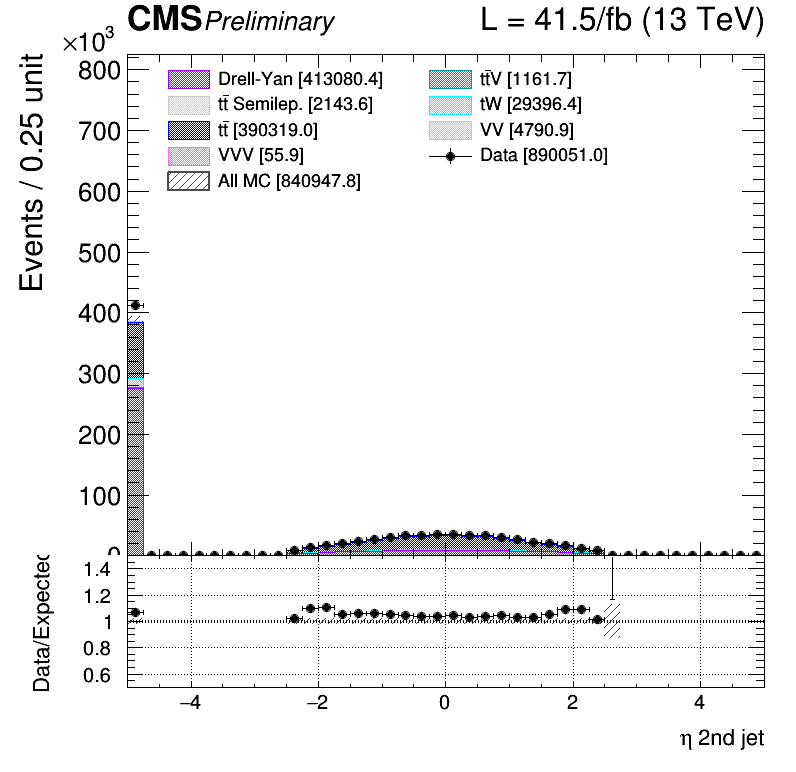 CMS Preliminary L = 41.5/fb (13 TeV)
×10³
Events / 0.25 unit
800
700
600
500
400
300
200
100
0
Drell-Yan [413080.4]
tt̄ Semilep. [2143.6]
tt̄ [390319.0]
VVV [55.9]
All MC [840947.8]
tt̄V [1161.7]
tW [29396.4]
VV [4790.9]
Data [890051.0]
Data/Expected
1.4
1.2
1
0.8
0.6
−4 −2 0 2 4
η 2nd jet